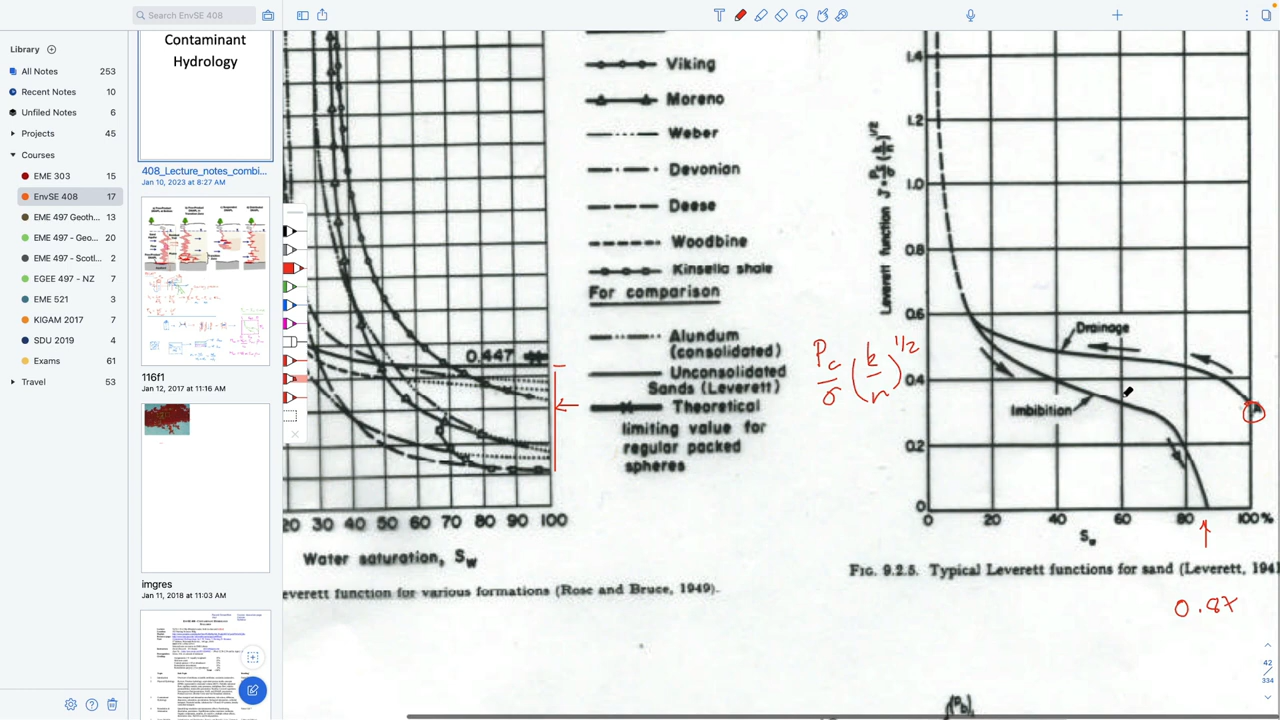 Search EnvSE 408
Library
All Notes 253
Recent Notes 10
Unfiled Notes 6
Projects 45
Courses
EME 303 15
EnvSE 408 17
EME 497 Geoth... 13
EME 497 - Geo... 20
EME 497 - Scoti... 2
EGEE 497 - NZ 7
EME 521 3
KIGAM 2017 7
SDU 2019 4
Exams 61
Travel 53
Contaminant
Hydrology
408_Lecture_notes_combi...
Jan 10, 2023 at 8:27 AM
116f1
Jan 12, 2017 at 11:16 AM
imgres
Jan 11, 2018 at 11:03 AM
Viking
Moreno
Weber
Devonian
Deese
Woodbine
Kinsella shale
For comparison
Alundum
(consolidated)
Unconsolidated
Sands (Leverett)
Theoretical
limiting value for
regular packed
spheres
0.447
20 30 40 50 60 70 80 90 100
Water saturation, Sw
everett function for various formations (Rose and Bruce, 1949).
Leverett function J = Pc/σ (k/n)^1/2
1.4
1.2
1.0
0.8
0.6
0.4
0.2
0
Drainage
Imbibition
A
0 20 40 60 80 100%
Sw
Pc/σ (k/n)^1/2
FIG. 9.2.5. Typical Leverett functions for sand (Leverett, 1941
0.87
42
334
(Pb)